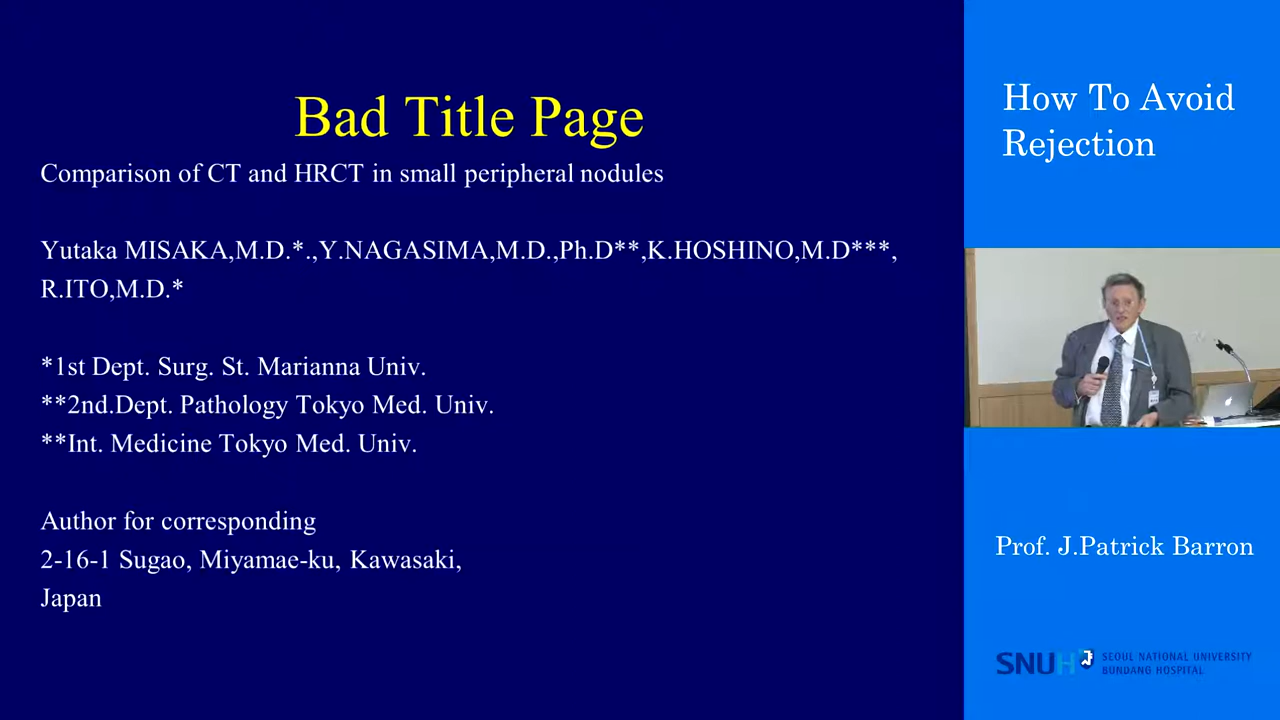 Bad Title Page
Comparison of CT and HRCT in small peripheral nodules
Yutaka MISAKA,M.D.*.,Y.NAGASIMA,M.D.,Ph.D**,K.HOSHINO,M.D***,
R.ITO,M.D.*
*1st Dept. Surg. St. Marianna Univ.
**2nd.Dept. Pathology Tokyo Med. Univ.
**Int. Medicine Tokyo Med. Univ.
Author for corresponding
2-16-1 Sugao, Miyamae-ku, Kawasaki,
Japan
How To Avoid
Rejection
Prof. J.Patrick Barron
SNUH
SEOUL NATIONAL UNIVERSITY
BUNDANG HOSPITAL